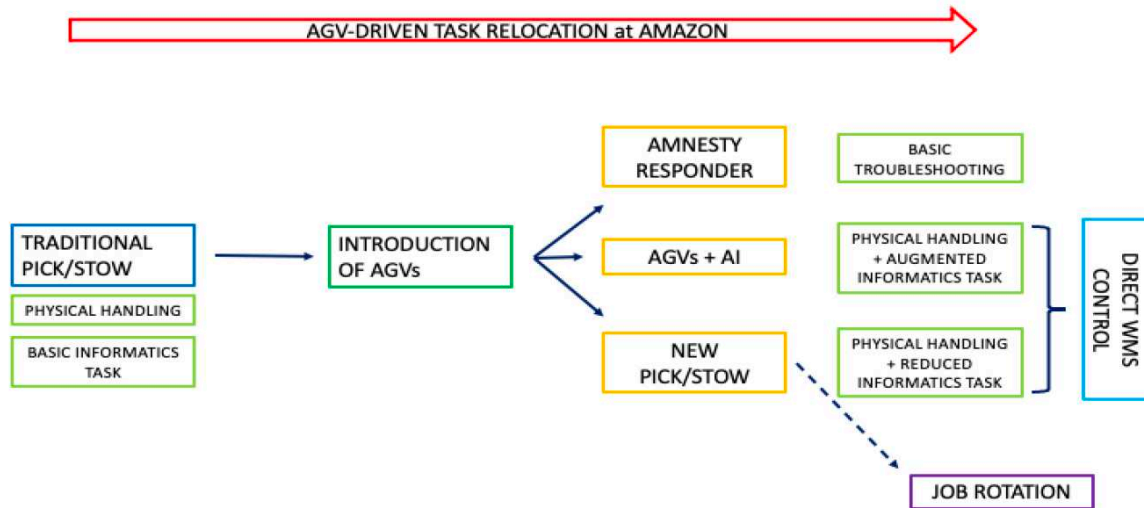 AGV-DRIVEN TASK RELOCATION at AMAZON
AMNESTY
RESPONDER
BASIC
TROUBLESHOOTING
TRADITIONAL
PICK/STOW
INTRODUCTION
OF AGVs
AGVs + AI
PHYSICAL HANDLING
+ AUGMENTED
INFORMATICS TASK
DIRECT WMS
CONTROL
PHYSICAL HANDLING
BASIC INFORMATICS
TASK
NEW
PICK/STOW
PHYSICAL HANDLING
+ REDUCED
INFORMATICS TASK
JOB ROTATION